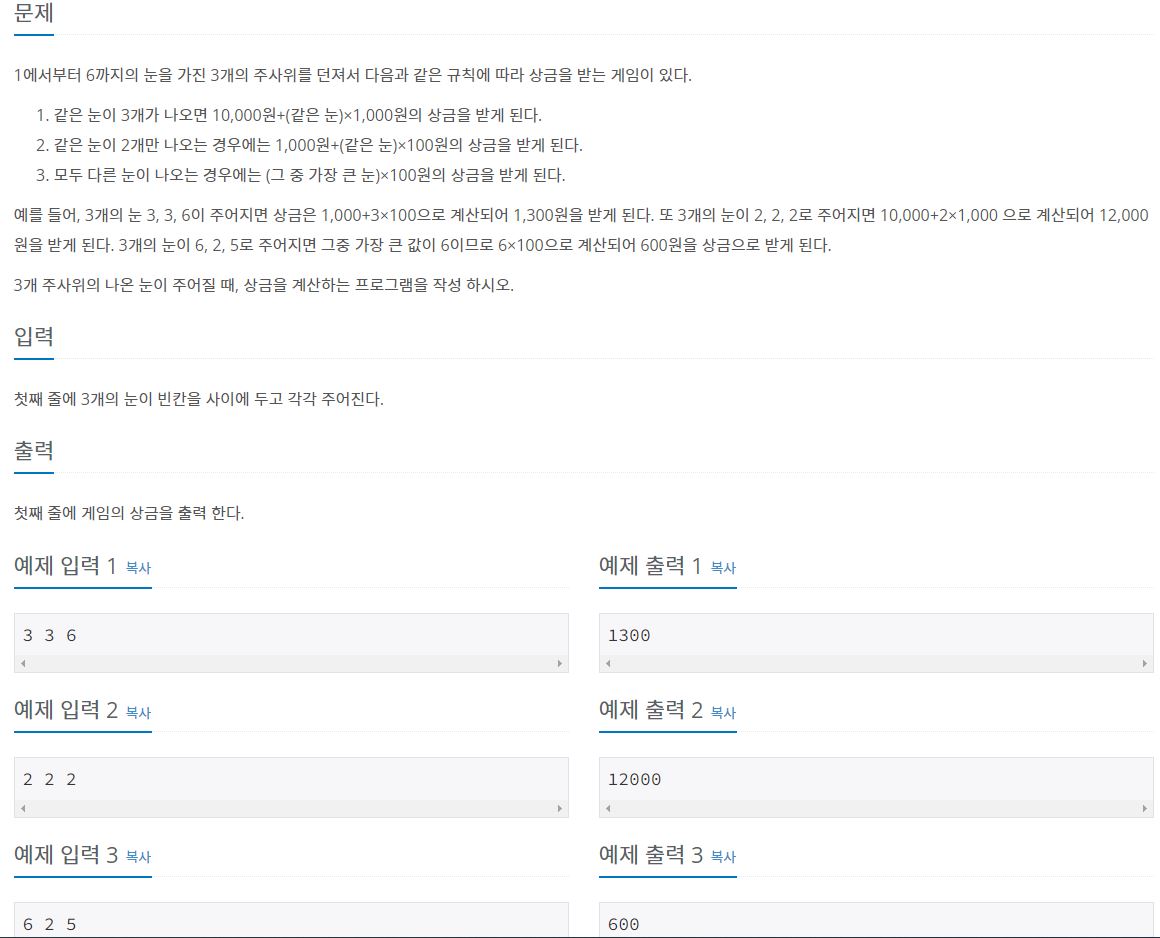 문제
1에서부터 6까지의 눈을 가진 3개의 주사위를 던져서 다음과 같은 규칙에 따라 상금을 받는 게임이 있다.
1. 같은 눈이 3개가 나오면 10,000원+(같은 눈)×1,000원의 상금을 받게 된다.
2. 같은 눈이 2개만 나오는 경우에는 1,000원+(같은 눈)×100원의 상금을 받게 된다.
3. 모두 다른 눈이 나오는 경우에는 (그 중 가장 큰 눈)×100원의 상금을 받게 된다.
예를 들어, 3개의 눈 3, 3, 6이 주어지면 상금은 1,000+3×100으로 계산되어 1,300원을 받게 된다. 또 3개의 눈이 2, 2, 2로 주어지면 10,000+2×1,000 으로 계산되어 12,000
원을 받게 된다. 3개의 눈이 6, 2, 5로 주어지면 그중 가장 큰 값이 6이므로 6×100으로 계산되어 600원을 상금으로 받게 된다.
3개 주사위의 나온 눈이 주어질 때, 상금을 계산하는 프로그램을 작성 하시오.
입력
첫째 줄에 3개의 눈이 빈칸을 사이에 두고 각각 주어진다.
출력
첫째 줄에 게임의 상금을 출력 한다.
예제 입력 1 복사
3 3 6
예제 출력 1 복사
1300
예제 입력 2 복사
2 2 2
예제 출력 2 복사
12000
예제 입력 3 복사
6 2 5
예제 출력 3 복사
600